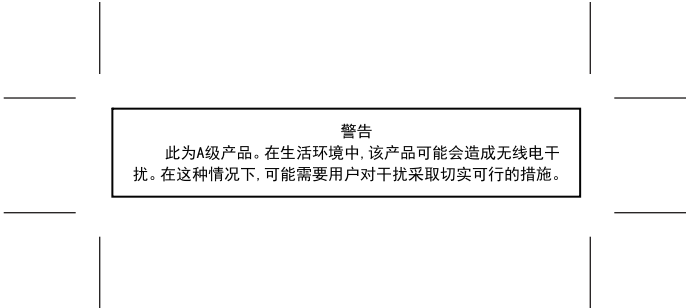 警告
此为A级产品。在生活环境中,该产品可能会造成无线电干
扰。在这种情况下,可能需要用户对干扰采取切实可行的措施。